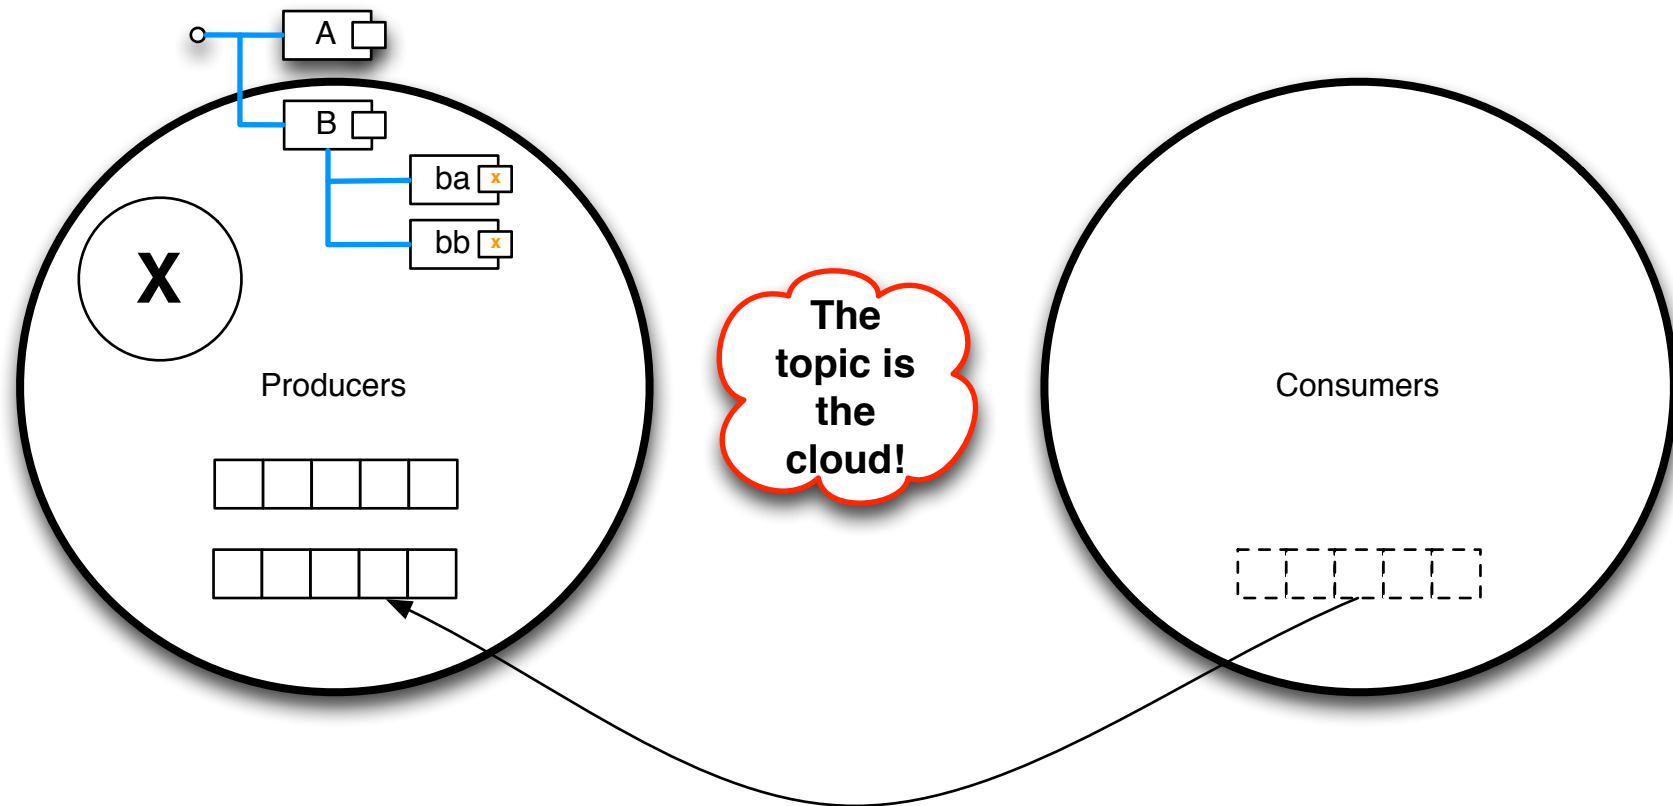 A
B
ba x
bb x
X
Producers
The
topic is
the
cloud!
Consumers